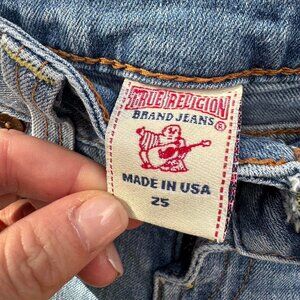 TRUE RELIGION
BRAND JEANS®
MADE IN USA
25